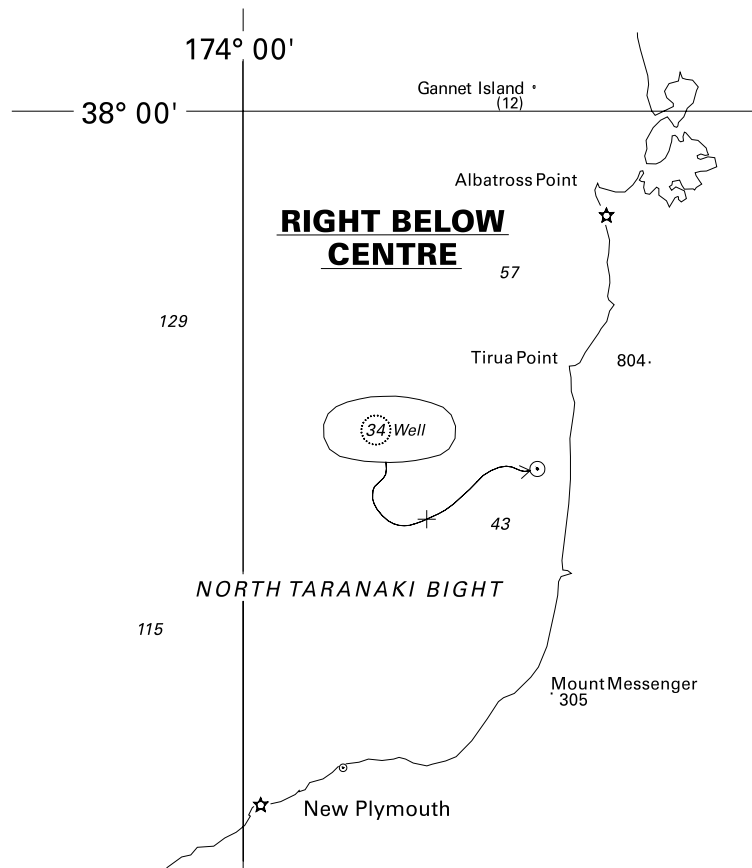 174° 00'
Gannet Island
(12)
38° 00'
Albatross Point
RIGHT BELOW
CENTRE
57
129
Tirua Point
804
34 Well
43
NORTH TARANAKI BIGHT
115
Mount Messenger
305
New Plymouth